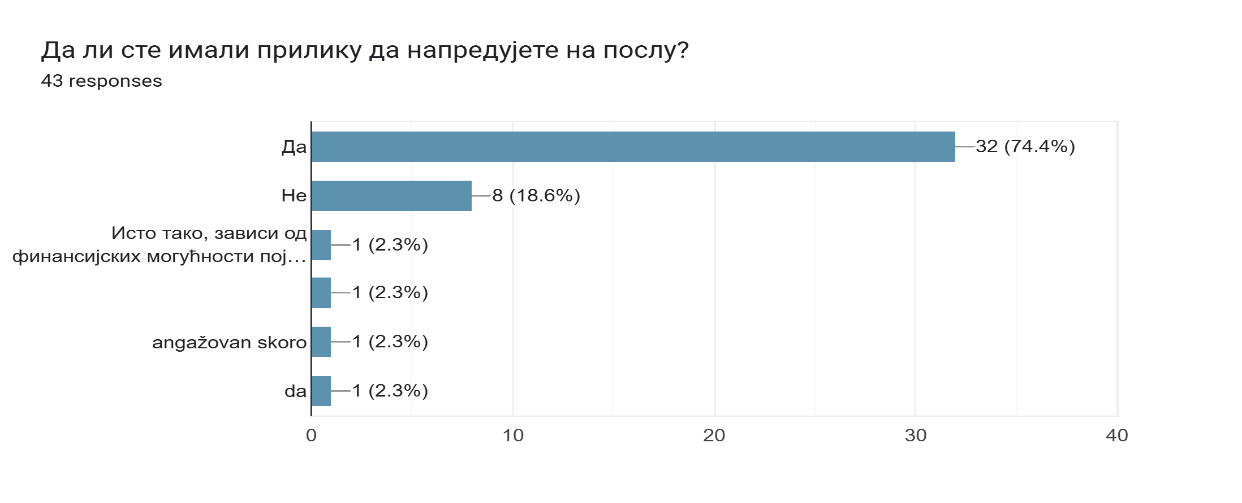 Да ли сте имали прилику да напредујете на послу?
43 responses
Да
32 (74.4%)
Не
8 (18.6%)
Исто тако, зависи од
финансијских могућности пој…
1 (2.3%)
1 (2.3%)
angažovan skoro
1 (2.3%)
da
1 (2.3%)
0 10 20 30 40